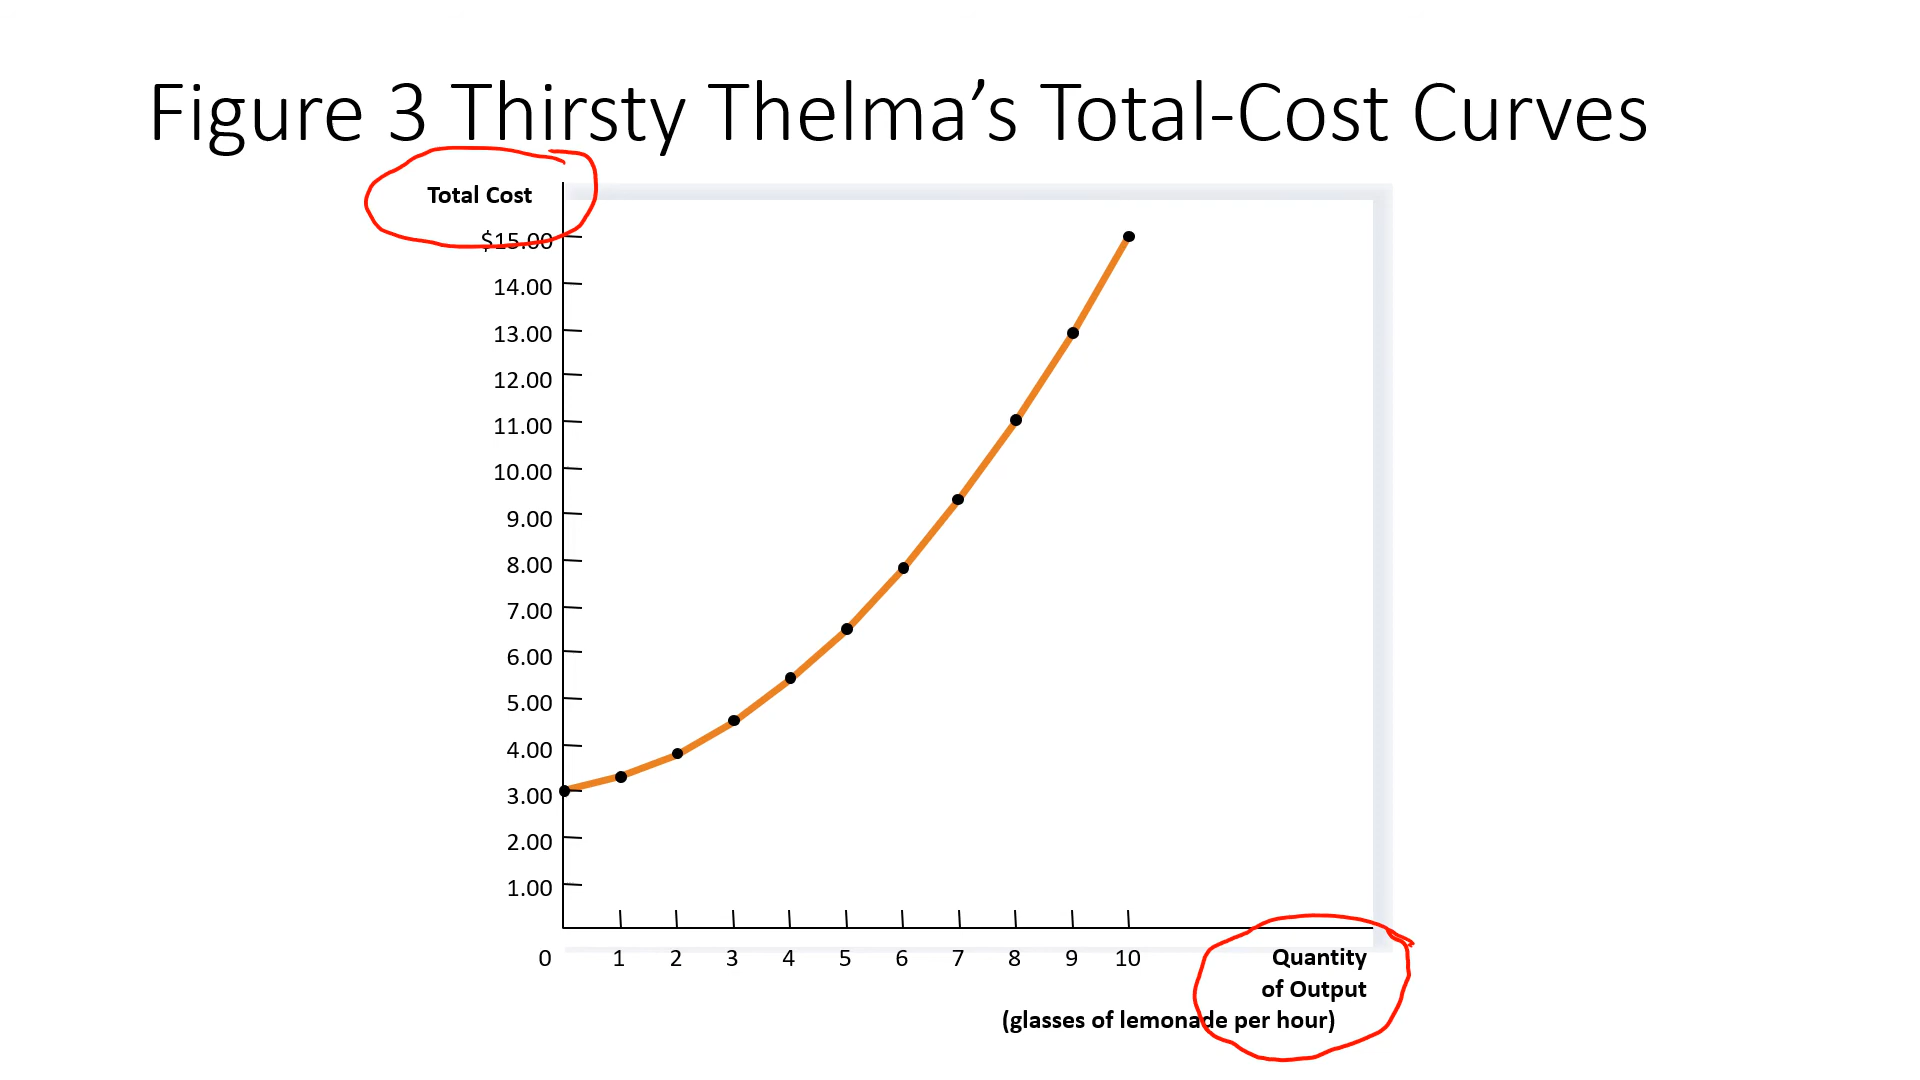 Figure 3 Thirsty Thelma’s Total-Cost Curves
Total Cost
$15.00
14.00
13.00
12.00
11.00
10.00
9.00
8.00
7.00
6.00
5.00
4.00
3.00
2.00
1.00
0 1 2 3 4 5 6 7 8 9 10
Quantity
of Output
(glasses of lemonade per hour)